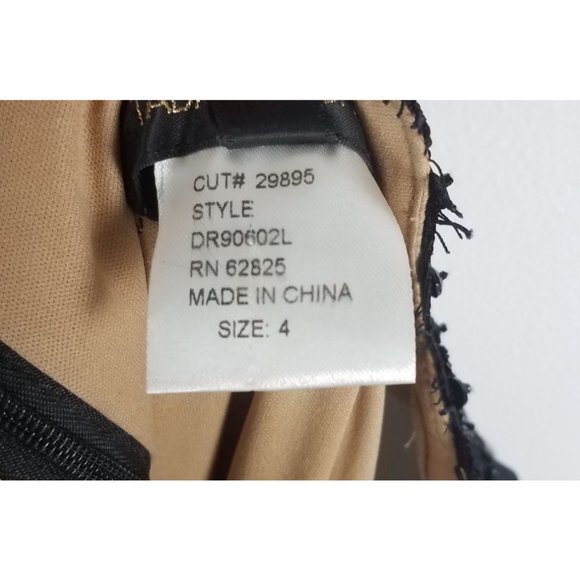 CUT# 29895
STYLE
DR90602L
RN 62825
MADE IN CHINA
SIZE: 4